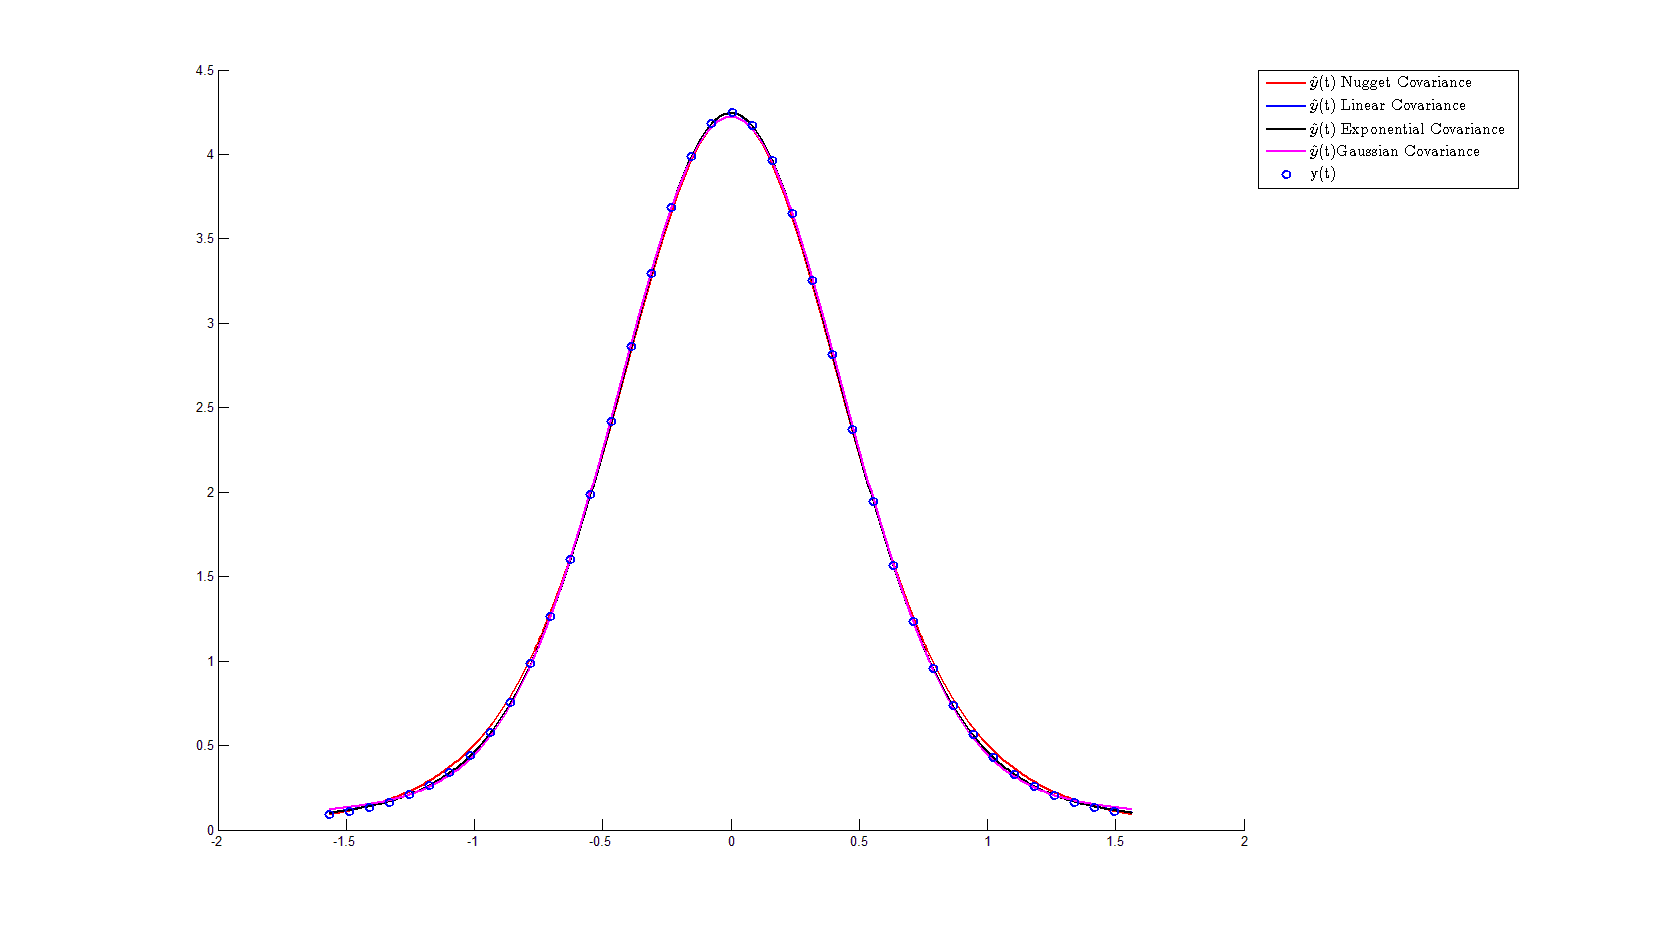 4.5
4
3.5
3
2.5
2
1.5
1
0.5
0
-2 -1.5 -1 -0.5 0 0.5 1 1.5 2
ỹ(t) Nugget Covariance
ỹ(t) Linear Covariance
ỹ(t) Exponential Covariance
ỹ(t)Gaussian Covariance
y(t)